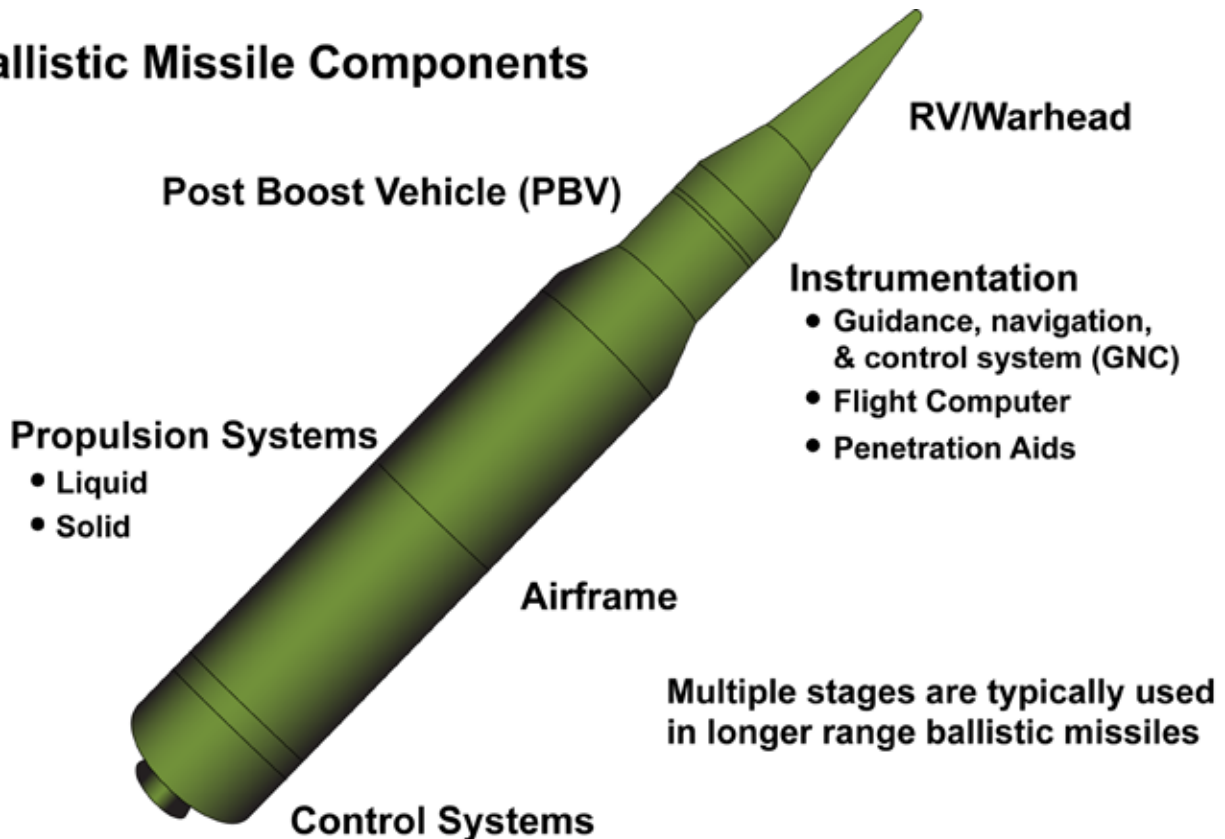 allistic Missile Components
RV/Warhead
Post Boost Vehicle (PBV)
Instrumentation
• Guidance, navigation,
& control system (GNC)
• Flight Computer
• Penetration Aids
Propulsion Systems
• Liquid
• Solid
Airframe
Multiple stages are typically used
in longer range ballistic missiles
Control Systems